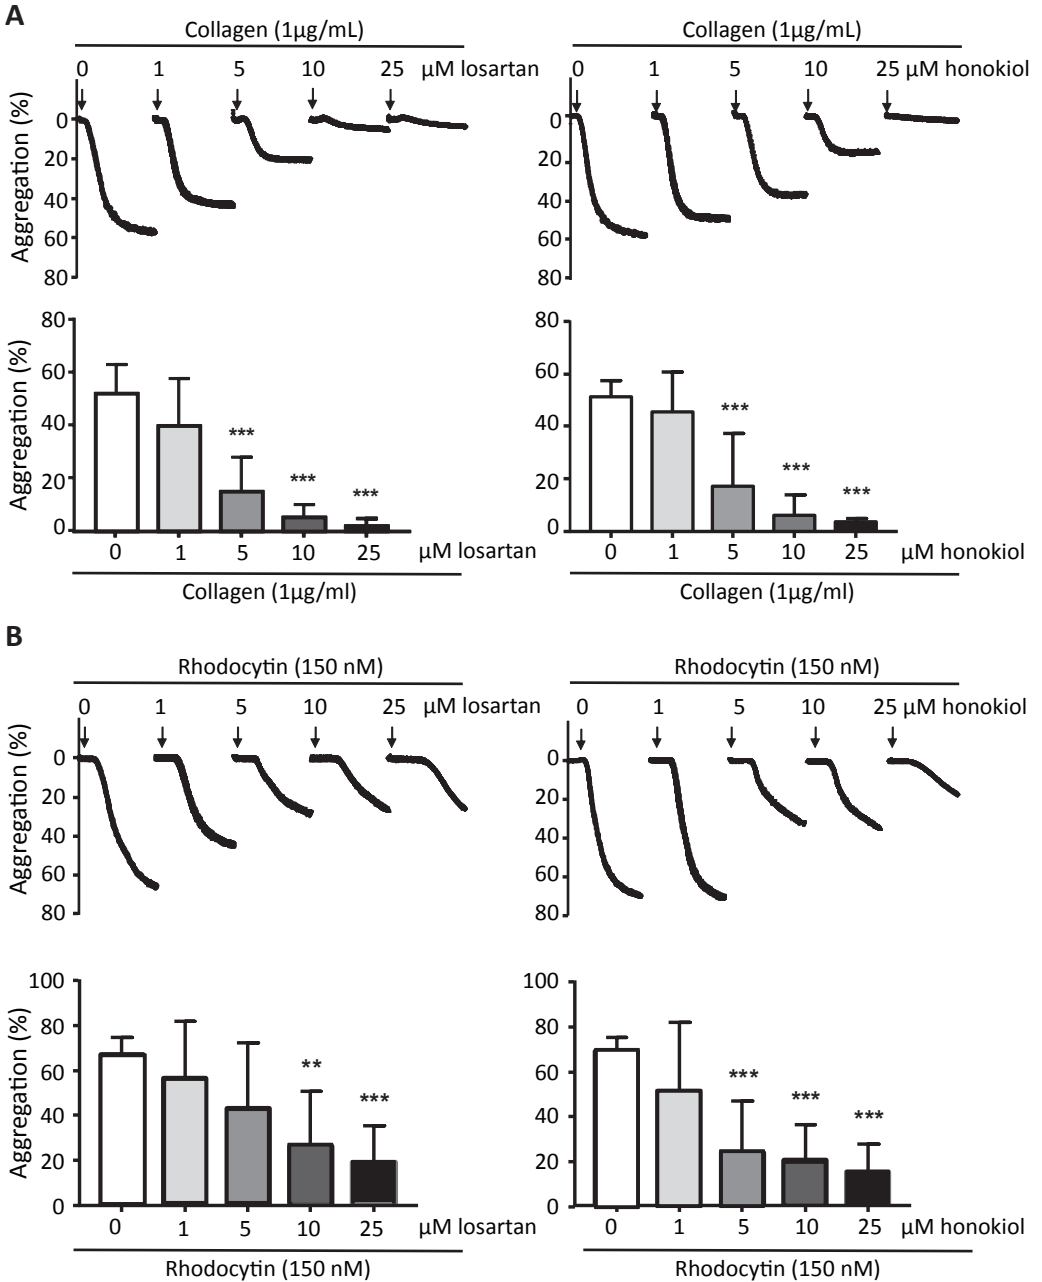 A
Collagen (1µg/mL)
0 1 5 10 25 µM losartan
Aggregation (%)
0
20
40
60
80
Collagen (1µg/mL)
0 1 5 10 25 µM honokiol
0
20
40
60
80
Aggregation (%)
80
60
40
20
0
***
***
***
0 1 5 10 25 µM losartan
Collagen (1µg/ml)
80
60
40
20
0
***
***
***
0 1 5 10 25 µM honokiol
Collagen (1µg/ml)
B
Rhodocytin (150 nM)
0 1 5 10 25 µM losartan
Aggregation (%)
0
20
40
60
80
Rhodocytin (150 nM)
0 1 5 10 25 µM honokiol
0
20
40
60
80
Aggregation (%)
100
80
60
40
20
0
**
***
0 1 5 10 25 µM losartan
Rhodocytin (150 nM)
100
80
60
40
20
0
***
***
***
0 1 5 10 25 µM honokiol
Rhodocytin (150 nM)